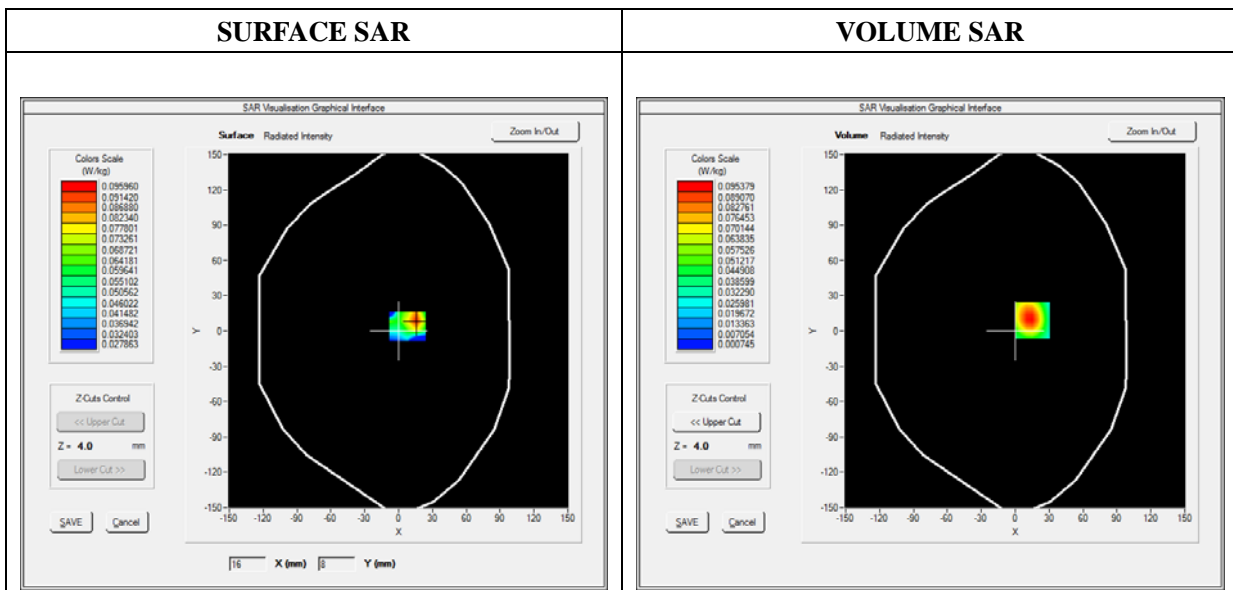 SURFACE SAR
VOLUME SAR
SAR Visualisation Graphical Interface
Surface Radiated Intensity
Zoom In/Out
Colors Scale
(W/kg)
0.095960
0.091420
0.086880
0.082340
0.077801
0.073261
0.068721
0.064181
0.059641
0.055102
0.050562
0.046022
0.041482
0.036942
0.032403
0.027863
150
120
90
60
30
0
-30
-60
-90
-120
-150
Y
-150 -120 -90 -60 -30 0 30 60 90 120 150
X
Z-Cuts Control
<< Upper Cut
Z = 4.0 mm
Lower Cut >>
SAVE Cancel
16 X (mm) 8 Y (mm)
SAR Visualisation Graphical Interface
Volume Radiated Intensity
Zoom In/Out
Colors Scale
(W/kg)
0.095379
0.089070
0.082761
0.076453
0.070144
0.063835
0.057526
0.051217
0.044908
0.038599
0.032290
0.025981
0.019672
0.013363
0.007054
0.000745
150
120
90
60
30
0
-30
-60
-90
-120
-150
Y
-150 -120 -90 -60 -30 0 30 60 90 120 150
X
Z-Cuts Control
<< Upper Cut
Z = 4.0 mm
Lower Cut >>
SAVE Cancel